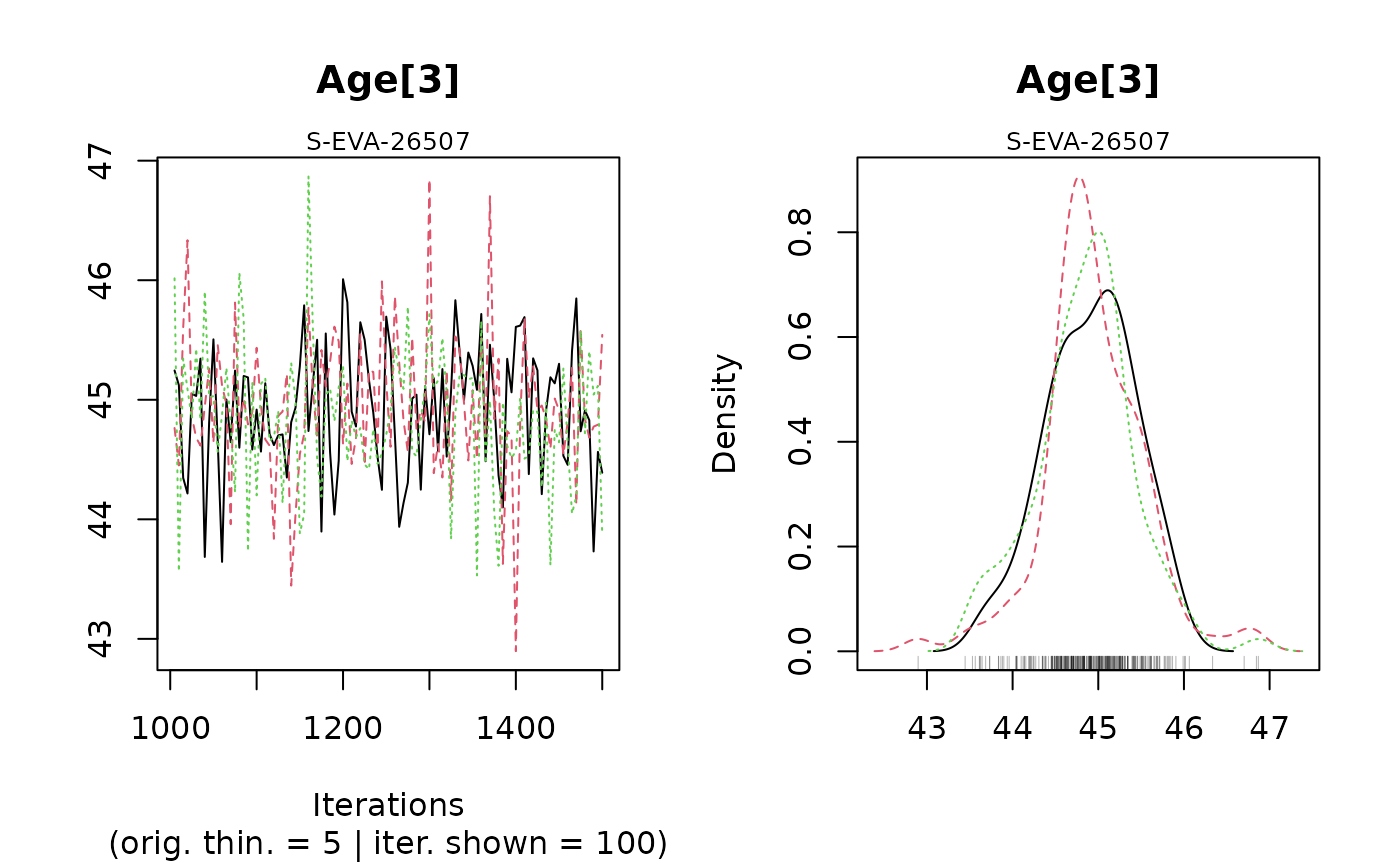 Age[3]
S-EVA-26507
47
46
45
44
43
1000
1200
1400
Iterations
(orig. thin. = 5 | iter. shown = 100)
Age[3]
S-EVA-26507
Density
0.8
0.6
0.4
0.2
0.0
43
44
45
46
47